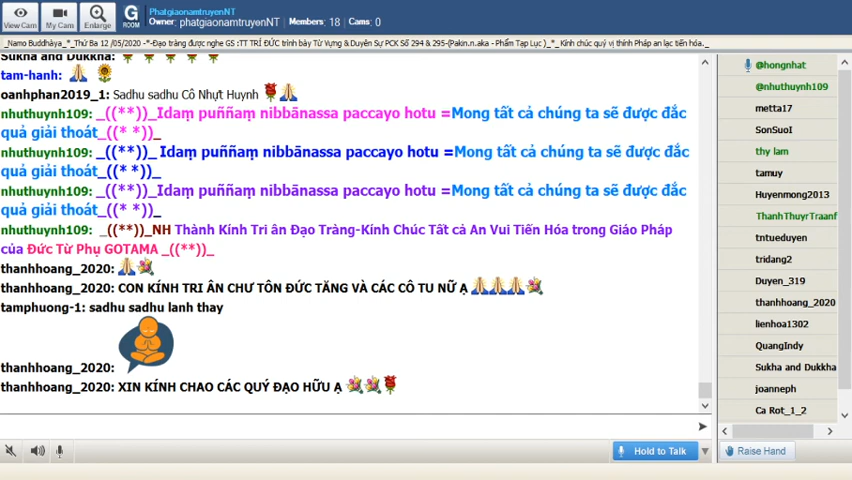 View Cam
My Cam
Enlarge
G
ROOM
PhatgiaonamtruyenNT
Owner: phatgiaonamtruyenNT Members: 18 Cams: 0
_Namo Buddhàya_*_Thứ Ba 12 /05/2020 -*-Đạo tràng được nghe GS :TT TRÍ ĐỨC trình bày Tứ Vựng & Duyên Sự PCK Số 294 & 295-(Pakin.n.aka - Phẩm Tạp Lục )_*_ Kính chúc quý vị thính Pháp an lạc tiến hóa._
Sukha and Dukkha:
tam-hanh:
oanhphan2019_1: Sadhu sadhu Cô Nhựt Huynh
nhuthuynh109: _((**))_Idaṃ puññaṃ nibbānassa paccayo hotu =Mong tất cả chúng ta sẽ được đắc
quả giải thoát_((* *))_
nhuthuynh109: _((**))_ Idaṃ puññaṃ nibbānassa paccayo hotu =Mong tất cả chúng ta sẽ được đắc
quả giải thoát_((* *))_
nhuthuynh109: _((**))_Idaṃ puññaṃ nibbānassa paccayo hotu =Mong tất cả chúng ta sẽ được đắc
quả giải thoát_((* *))_
nhuthuynh109: _((**))_NH Thành Kính Tri ân Đạo Tràng-Kính Chúc Tất cả An Vui Tiến Hóa trong Giáo Pháp
của Đức Từ Phụ GOTAMA _((**))_
thanhhoang_2020:
thanhhoang_2020: CON KÍNH TRI ÂN CHƯ TÔN ĐỨC TĂNG VÀ CÁC CÔ TU NỮ Ạ
tamphuong-1: sadhu sadhu lanh thay
thanhhoang_2020:
thanhhoang_2020: XIN KÍNH CHAO CÁC QUÝ ĐẠO HỮU Ạ
Hold to Talk
@hongnhat
@nhuthuynh109
metta17
SonSuoI
thy lam
tamuy
Huyenmong2013
ThanhThuyrTraanf
tntueduyen
tridang2
Duyen_319
thanhhoang_2020
lienhoa1302
QuangIndy
Sukha and Dukkha
joanneph
Ca Rot_1_2
Raise Hand